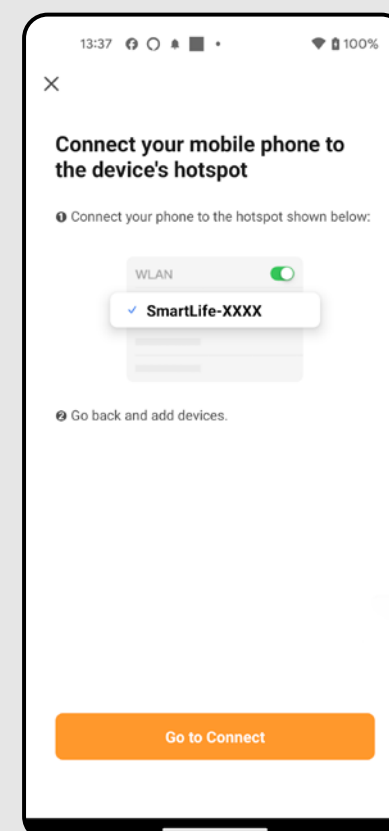 13:37
100%
Connect your mobile phone to
the device's hotspot
❶ Connect your phone to the hotspot shown below:
WLAN
SmartLife-XXXX
❷ Go back and add devices.
Go to Connect